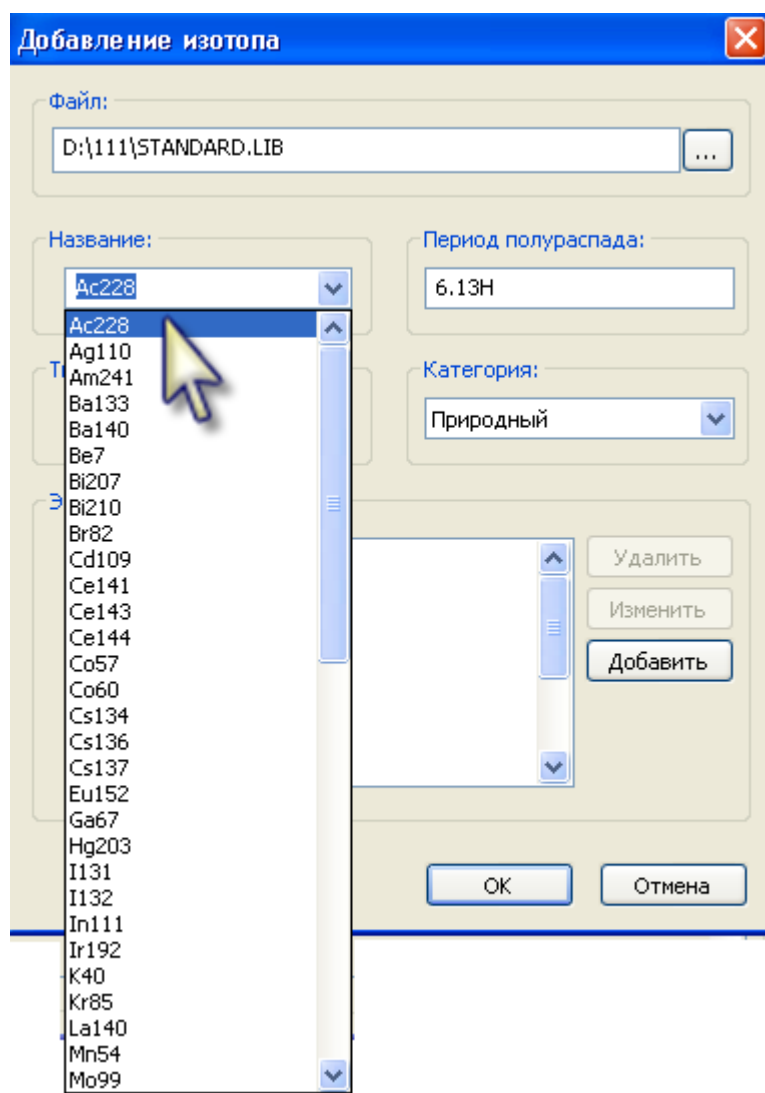 Добавление изотопа
Файл:
D:\111\STANDARD.LIB
...
Название:
Период полураспада:
Ac228
6.13H
Ac228
Ag110
Am241
Ba133
Ba140
Be7
Bi207
Bi210
Br82
Cd109
Ce141
Ce143
Ce144
Co57
Co60
Cs134
Cs136
Cs137
Eu152
Ga67
Hg203
I131
I132
In111
Ir192
K40
Kr85
La140
Mn54
Mo99
Категория:
Природный
Удалить
Изменить
Добавить
OK
Отмена